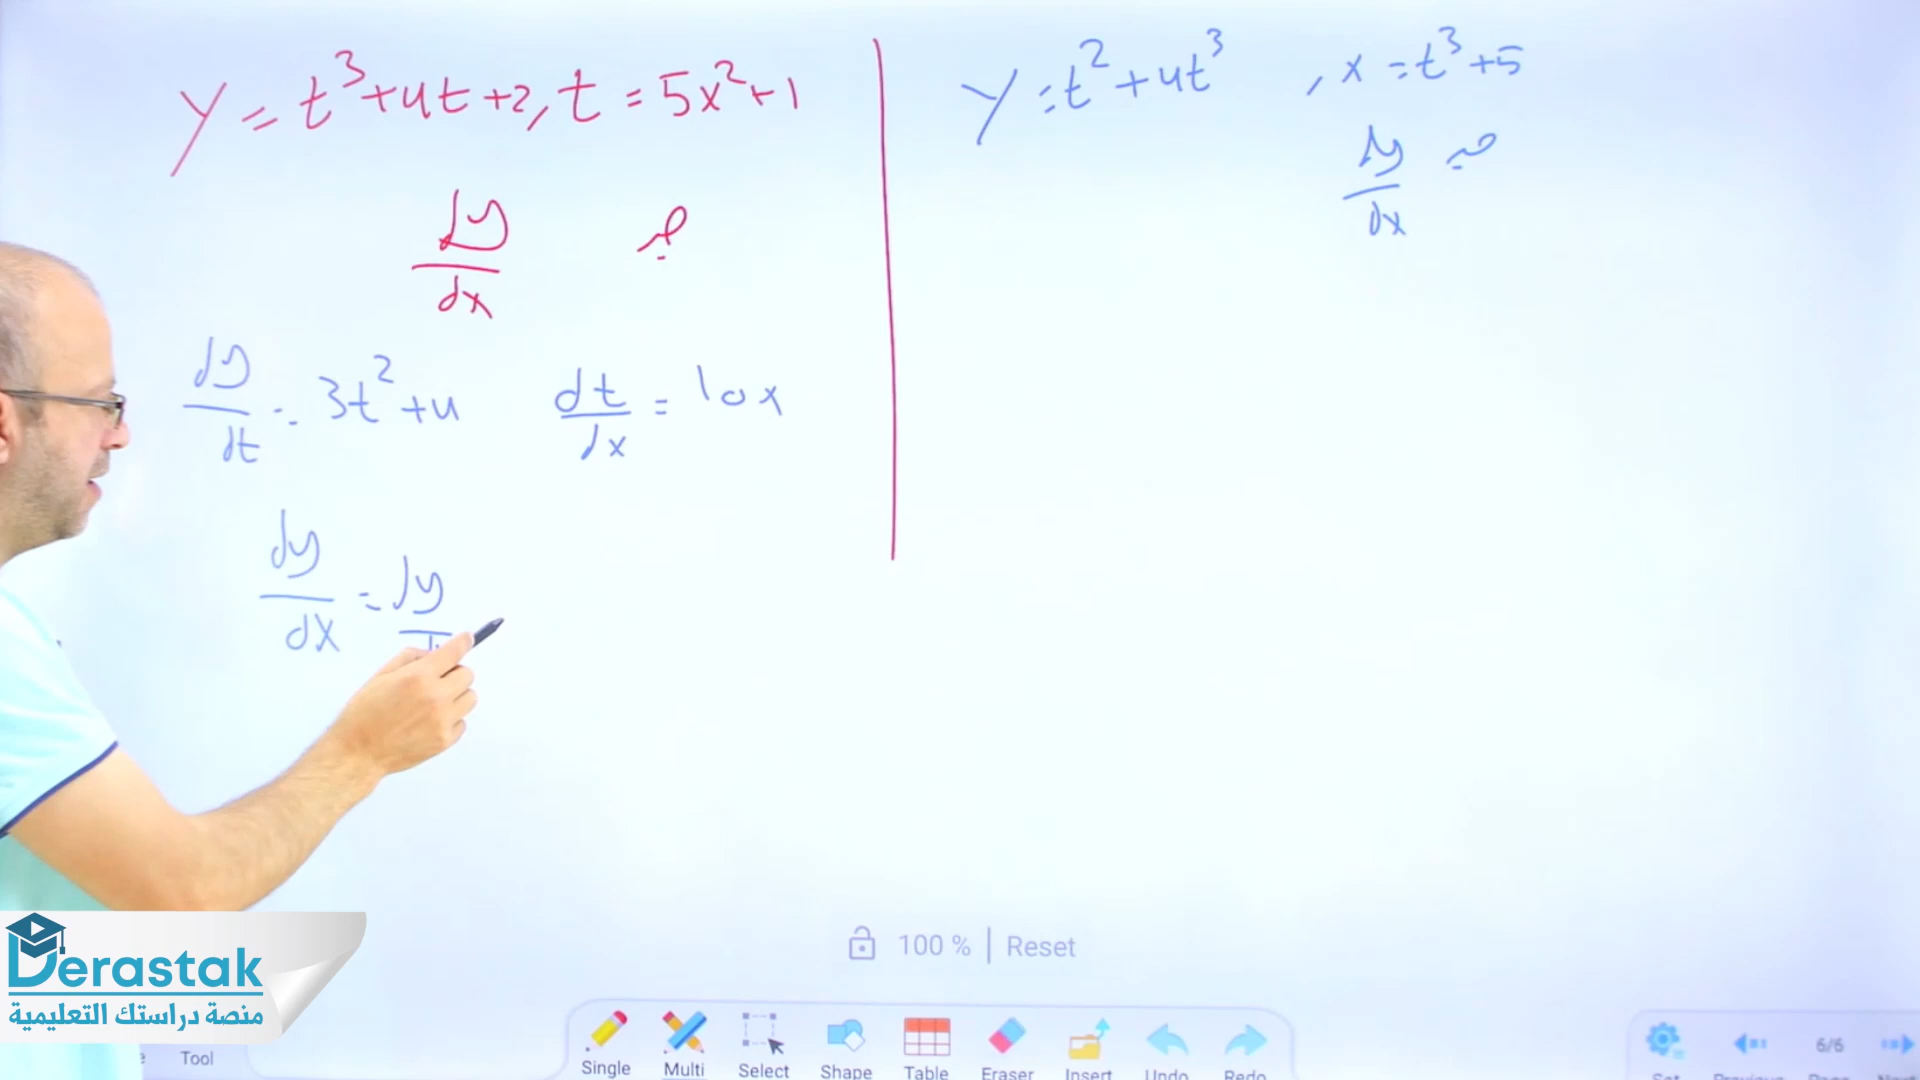 y = t³+4t+2, t = 5x²+1
dy/dx جد
dy/dt = 3t²+4 dt/dx = 10x
dy/dx = dy
y = t²+4t³ , x = t³+5
dy/dx جد
100 % | Reset
Derastak
منصة دراستك التعليمية
Tool
Single Multi Select Shape Table Eraser Insert Undo Redo
6/6